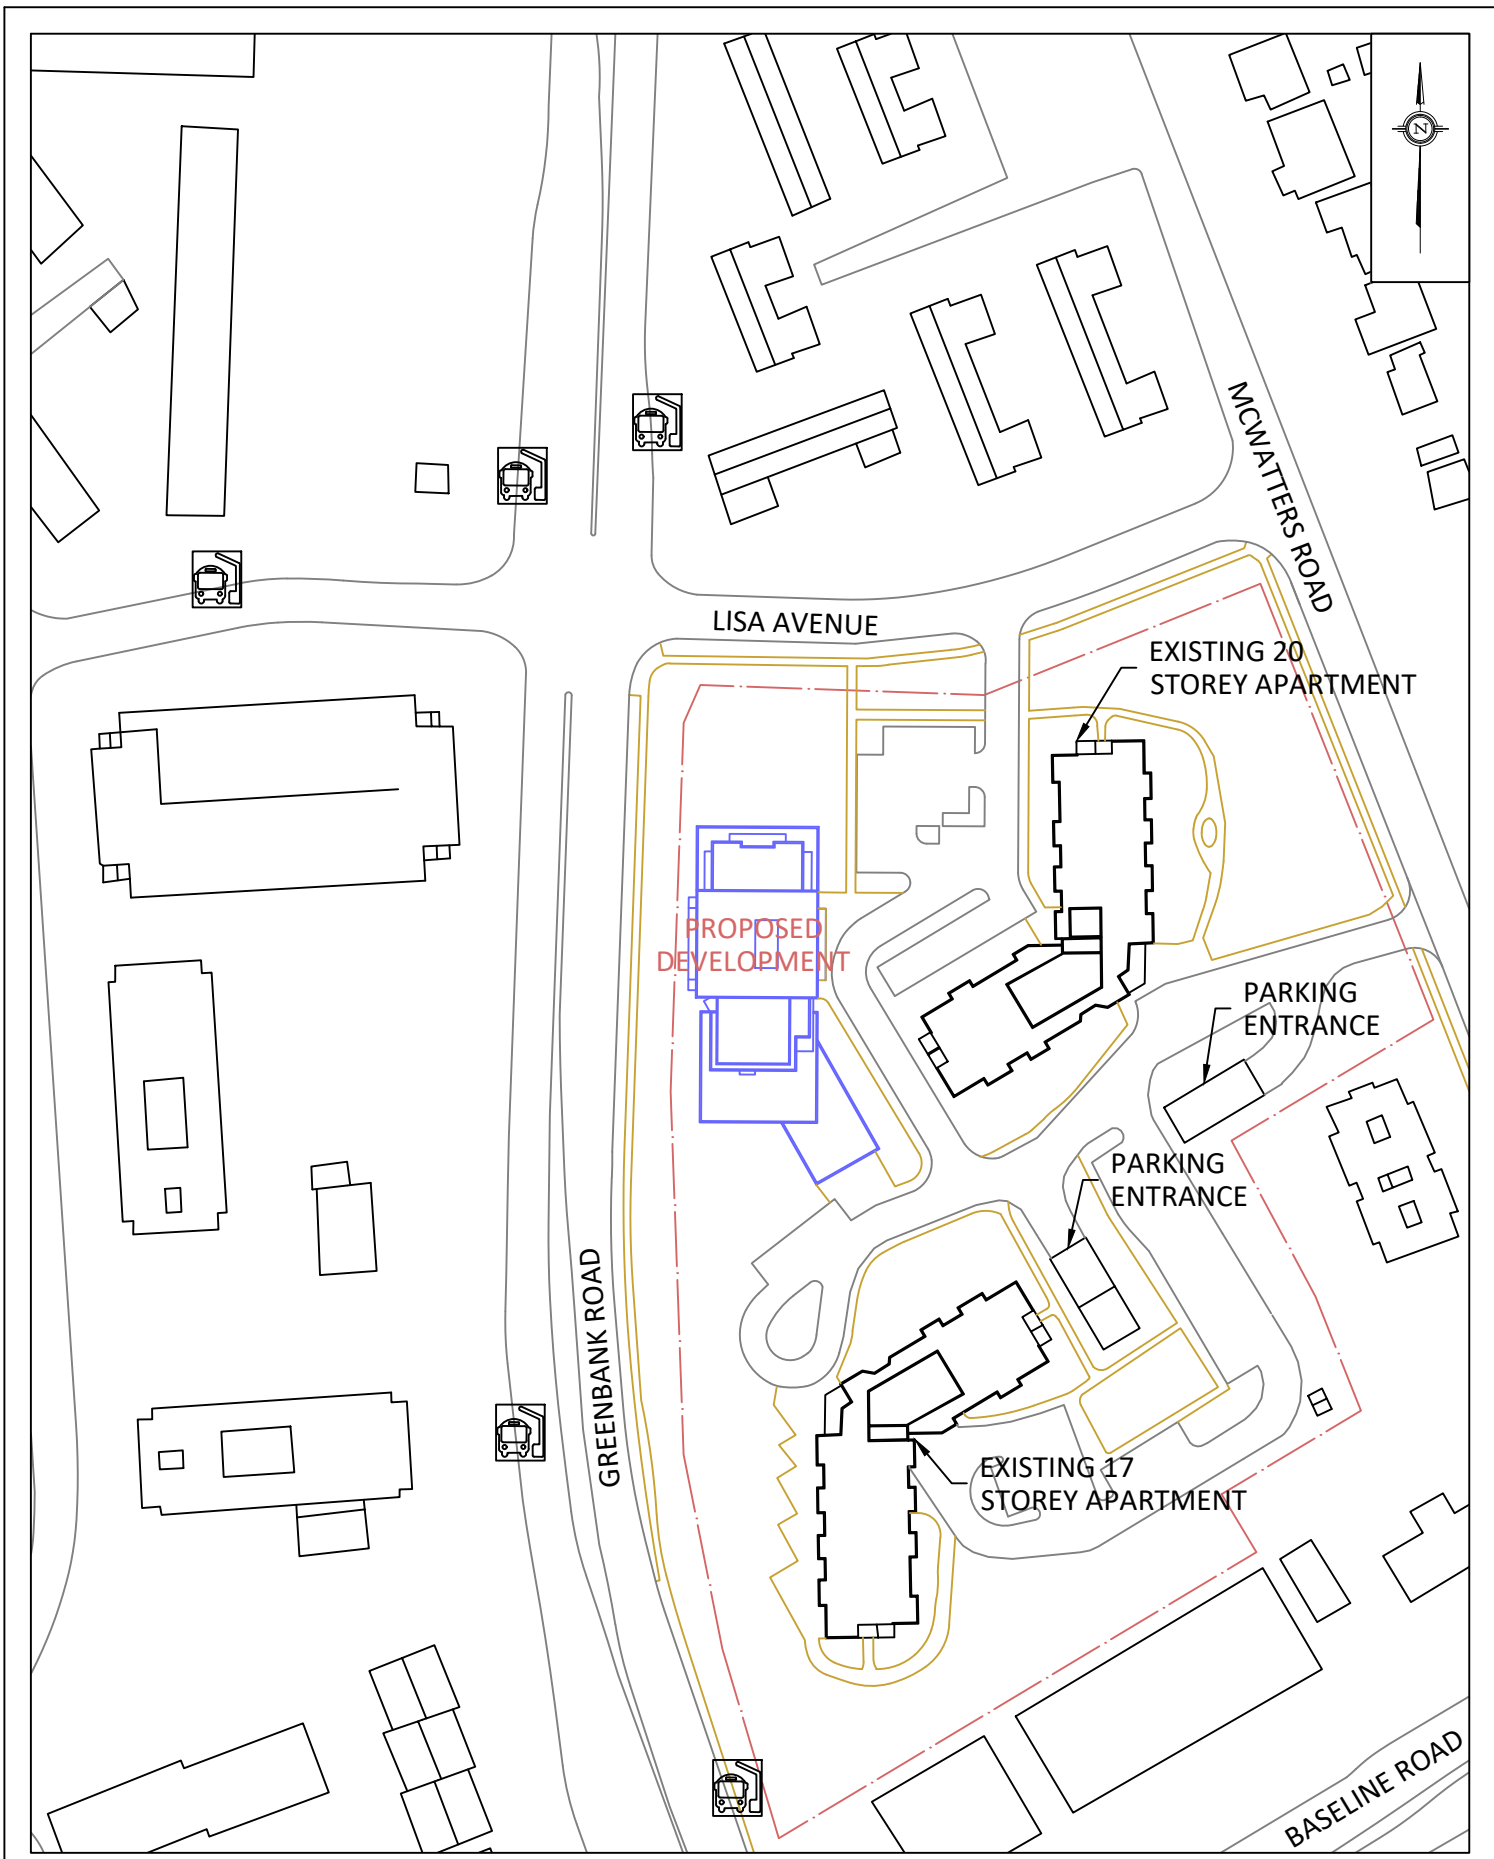 N
MCWATTERS ROAD
LISA AVENUE
EXISTING 20
STOREY APARTMENT
PROPOSED
DEVELOPMENT
PARKING
ENTRANCE
PARKING
ENTRANCE
GREENBANK ROAD
EXISTING 17
STOREY APARTMENT
BASELINE ROAD